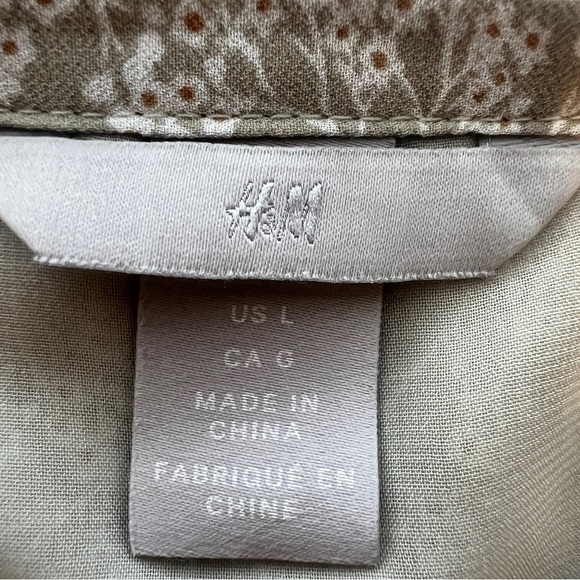 H&M
US L
CA G
MADE IN
CHINA
FABRIQUÉ EN
CHINE